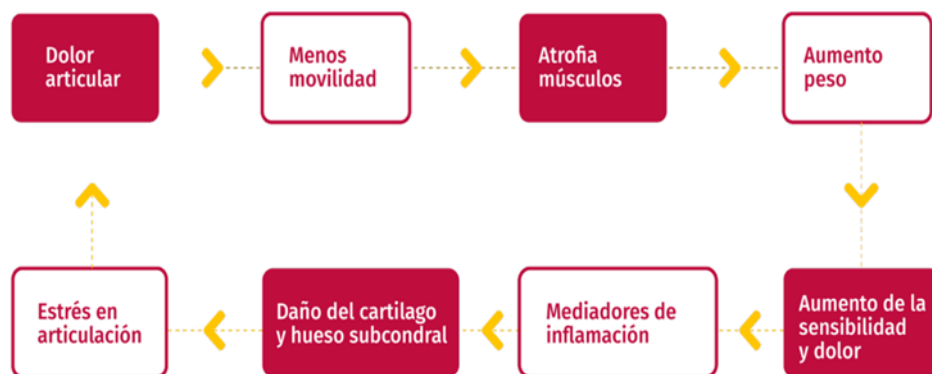 Dolor
articular
Menos
movilidad
Atrofia
músculos
Aumento
peso
Estrés en
articulación
Daño del cartilago
y hueso subcondral
Mediadores de
inflamación
Aumento de la
sensibilidad
y dolor